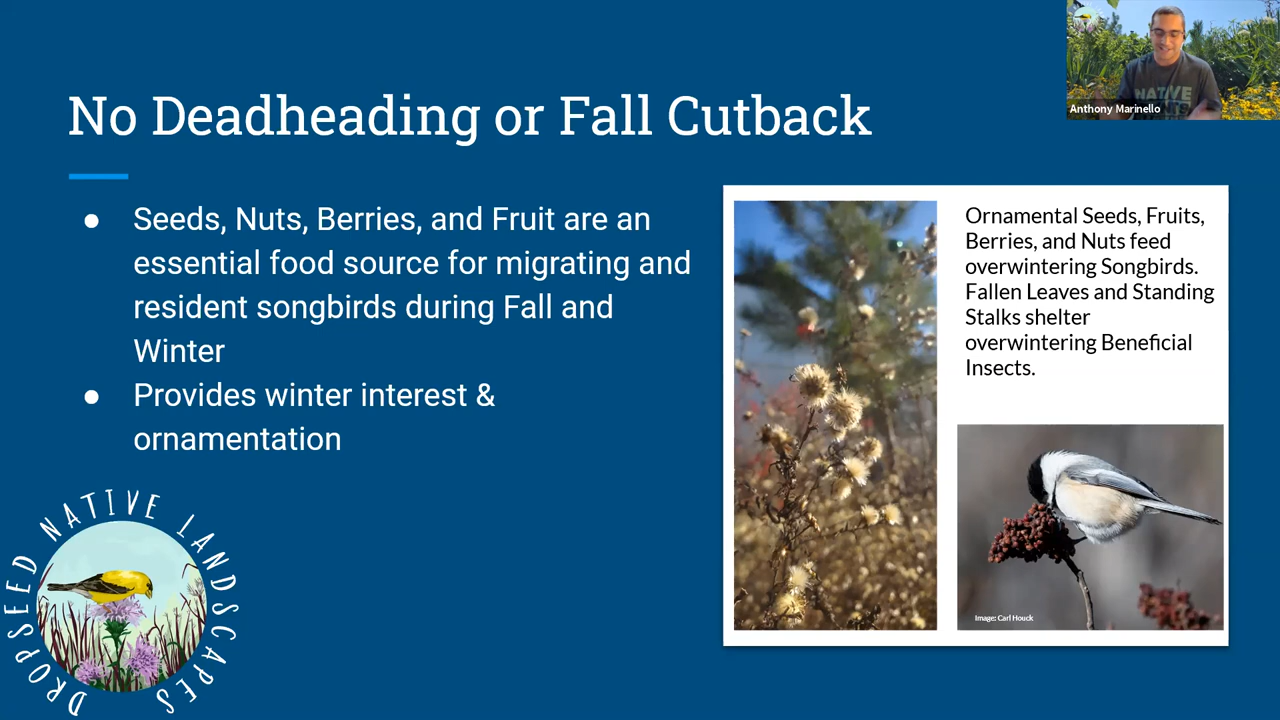 No Deadheading or Fall Cutback
● Seeds, Nuts, Berries, and Fruit are an
essential food source for migrating and
resident songbirds during Fall and
Winter
● Provides winter interest &
ornamentation
Ornamental Seeds, Fruits,
Berries, and Nuts feed
overwintering Songbirds.
Fallen Leaves and Standing
Stalks shelter
overwintering Beneficial
Insects.
Image: Carl Houck
DROPSEED NATIVE LANDSCAPES
Anthony Marinello
NATIVE